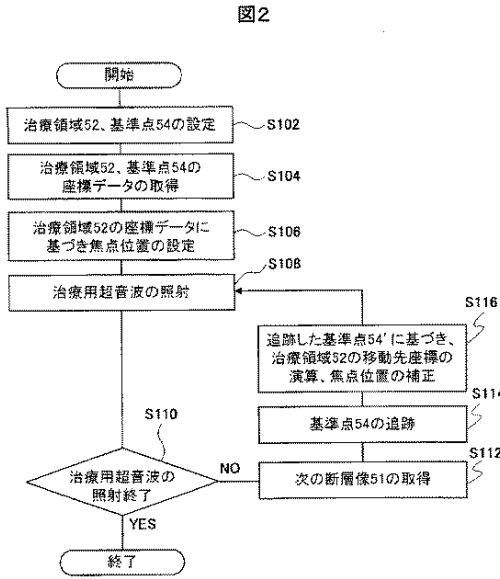 図2
開始
治療領域52、基準点54の設定
S102
治療領域52、基準点54の
座標データの取得
S104
治療領域52の座標データに
基づき焦点位置の設定
S106
治療用超音波の照射
S108
追跡した基準点54'に基づき、
治療領域52の移動先座標の
演算、焦点位置の補正
S116
基準点54の追跡
S114
次の断層像51の取得
S112
治療用超音波の
照射終了
S110
NO
YES
終了